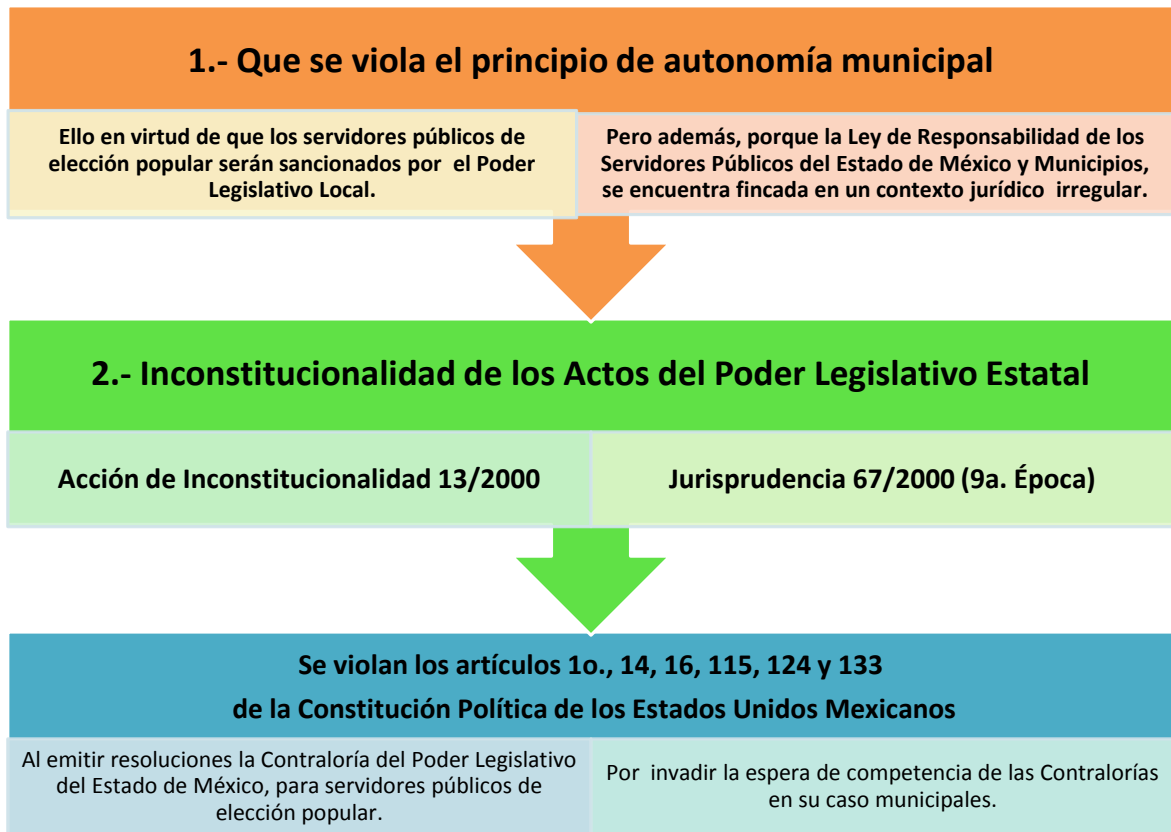 1.- Que se viola el principio de autonomía municipal
Ello en virtud de que los servidores públicos de
elección popular serán sancionados por el Poder
Legislativo Local.
Pero además, porque la Ley de Responsabilidad de los
Servidores Públicos del Estado de México y Municipios,
se encuentra fincada en un contexto jurídico irregular.
2.- Inconstitucionalidad de los Actos del Poder Legislativo Estatal
Acción de Inconstitucionalidad 13/2000
Jurisprudencia 67/2000 (9a. Época)
Se violan los artículos 1o., 14, 16, 115, 124 y 133
de la Constitución Política de los Estados Unidos Mexicanos
Al emitir resoluciones la Contraloría del Poder Legislativo
del Estado de México, para servidores públicos de
elección popular.
Por invadir la espera de competencia de las Contralorías
en su caso municipales.